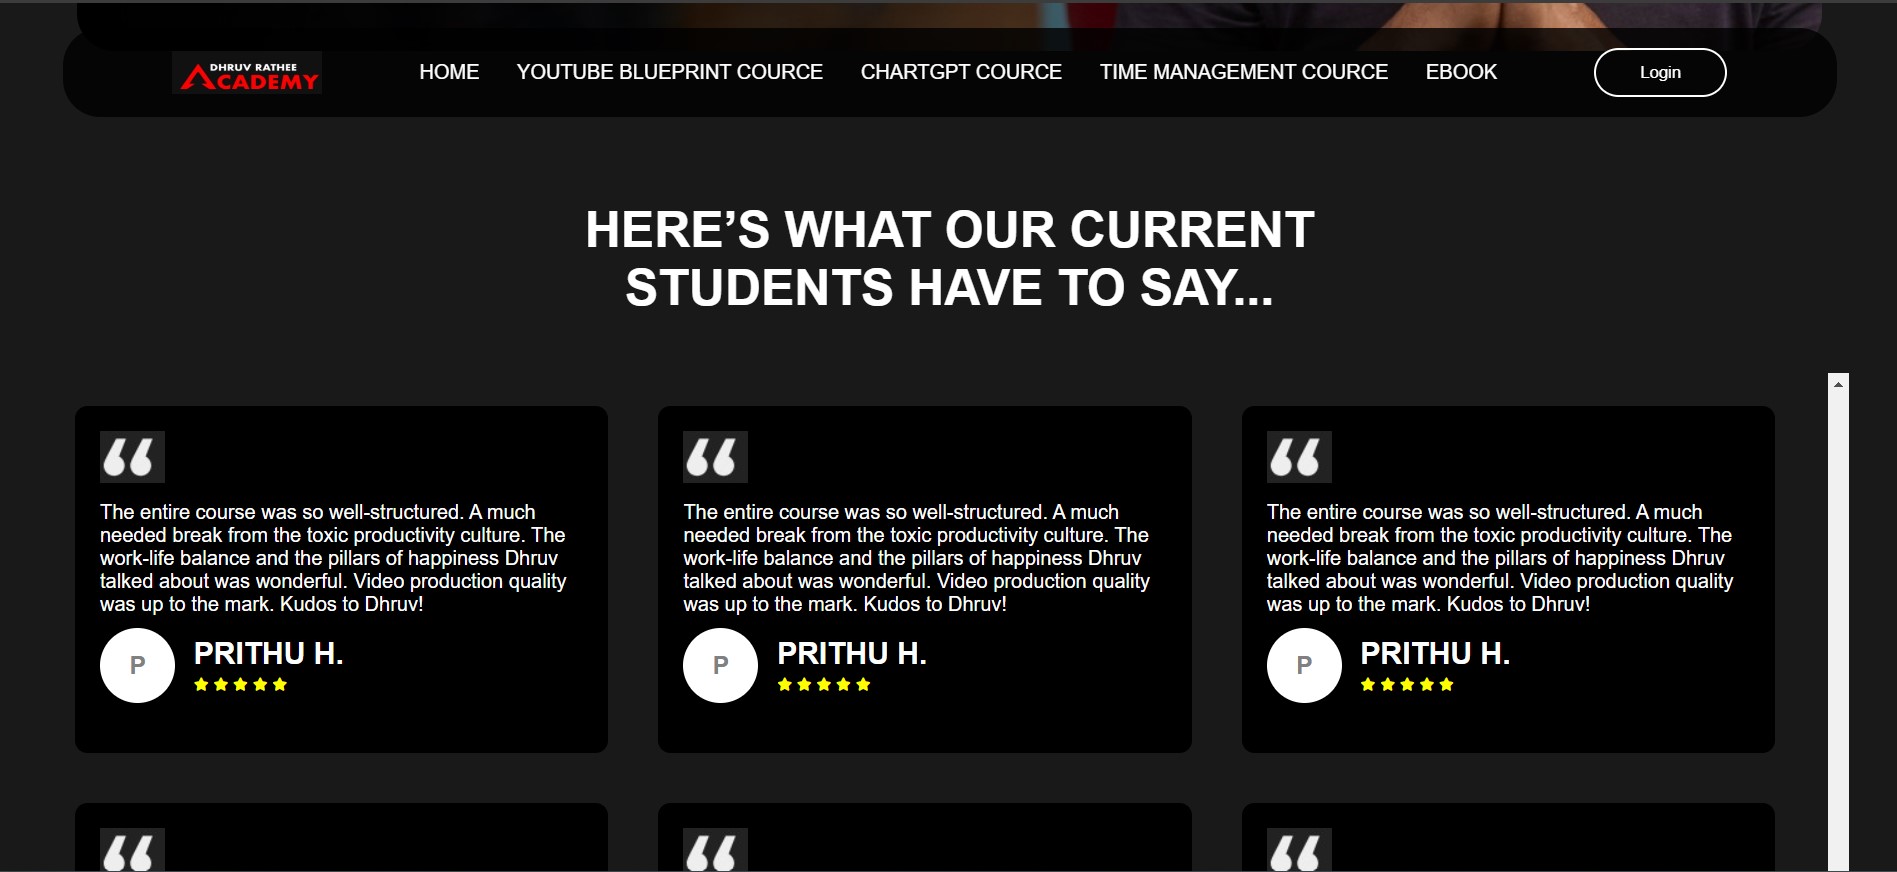 DHRUV RATHEE
ACADEMY
HOME YOUTUBE BLUEPRINT COURCE CHARTGPT COURCE TIME MANAGEMENT COURCE EBOOK Login
HERE’S WHAT OUR CURRENT
STUDENTS HAVE TO SAY...
“
The entire course was so well-structured. A much
needed break from the toxic productivity culture. The
work-life balance and the pillars of happiness Dhruv
talked about was wonderful. Video production quality
was up to the mark. Kudos to Dhruv!
P
PRITHU H.
“
The entire course was so well-structured. A much
needed break from the toxic productivity culture. The
work-life balance and the pillars of happiness Dhruv
talked about was wonderful. Video production quality
was up to the mark. Kudos to Dhruv!
P
PRITHU H.
“
The entire course was so well-structured. A much
needed break from the toxic productivity culture. The
work-life balance and the pillars of happiness Dhruv
talked about was wonderful. Video production quality
was up to the mark. Kudos to Dhruv!
P
PRITHU H.
“
“
“